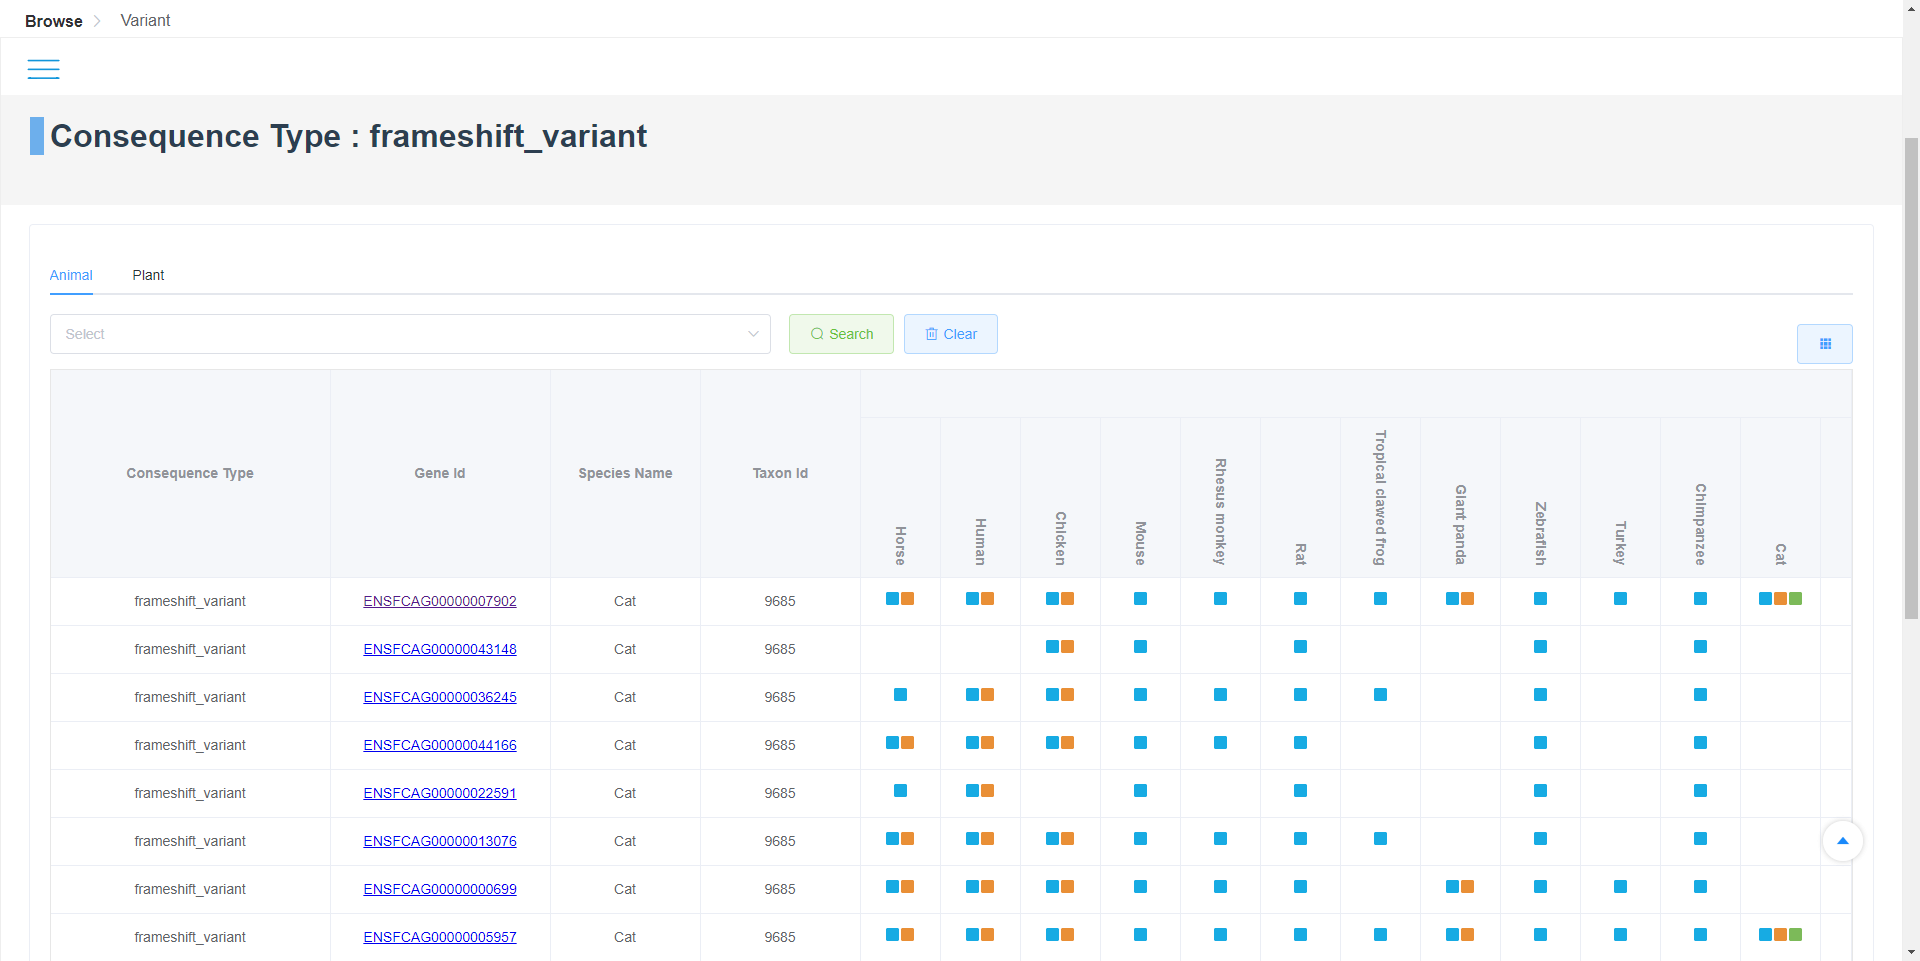 Browse Variant
Consequence Type : frameshift_variant
Animal Plant
Select Search Clear
Consequence Type Gene Id Species Name Taxon Id Horse Human Chicken Mouse Rhesus monkey Rat Tropical clawed frog Giant panda Zebrafish Turkey Chimpanzee Cat
frameshift_variant ENSFCAG00000007902 Cat 9685
frameshift_variant ENSFCAG00000043148 Cat 9685
frameshift_variant ENSFCAG00000036245 Cat 9685
frameshift_variant ENSFCAG00000044166 Cat 9685
frameshift_variant ENSFCAG00000022591 Cat 9685
frameshift_variant ENSFCAG00000013076 Cat 9685
frameshift_variant ENSFCAG00000000699 Cat 9685
frameshift_variant ENSFCAG00000005957 Cat 9685